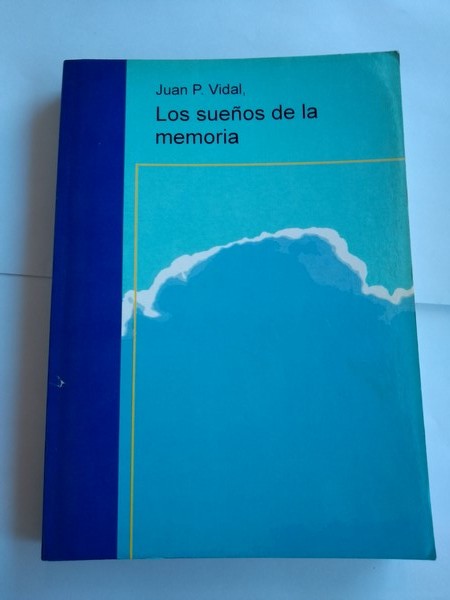 Juan P. Vidal,
Los sueños de la
memoria